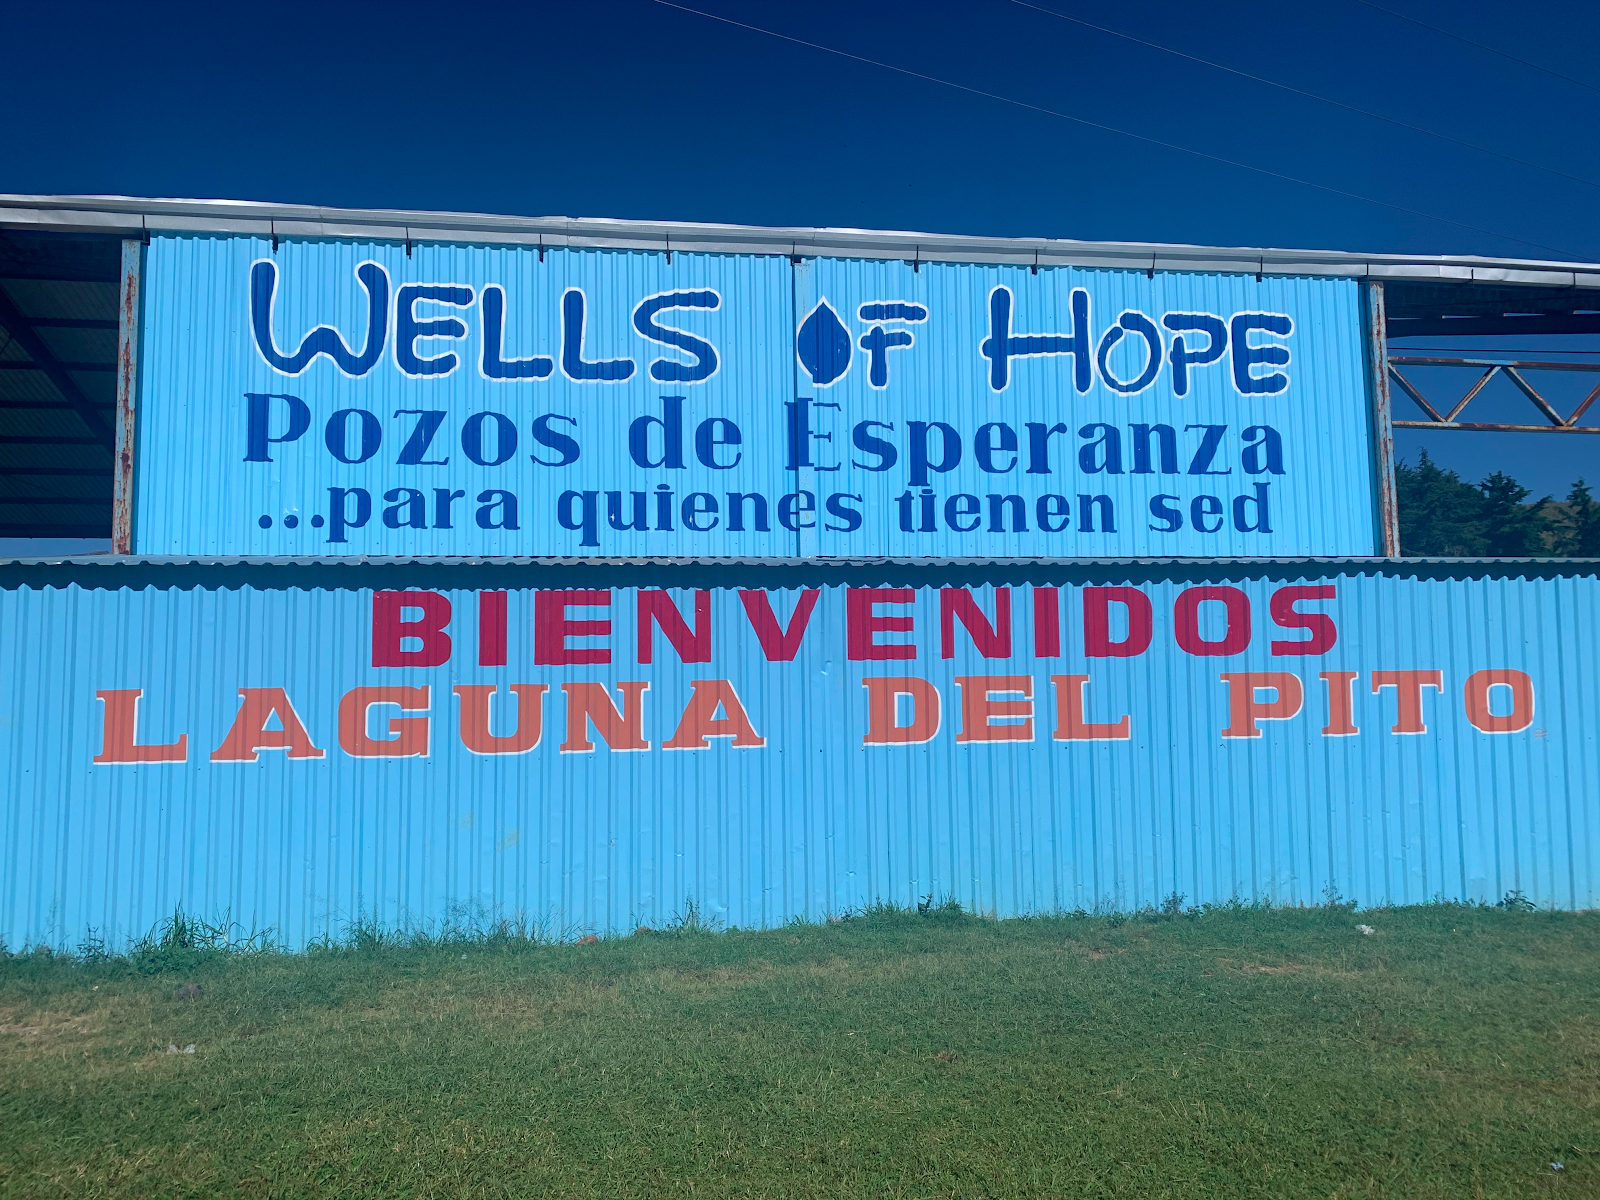 WELLS OF HOPE
Pozos de Esperanza
...para quienes tienen sed
BIENVENIDOS
LAGUNA DEL PITO